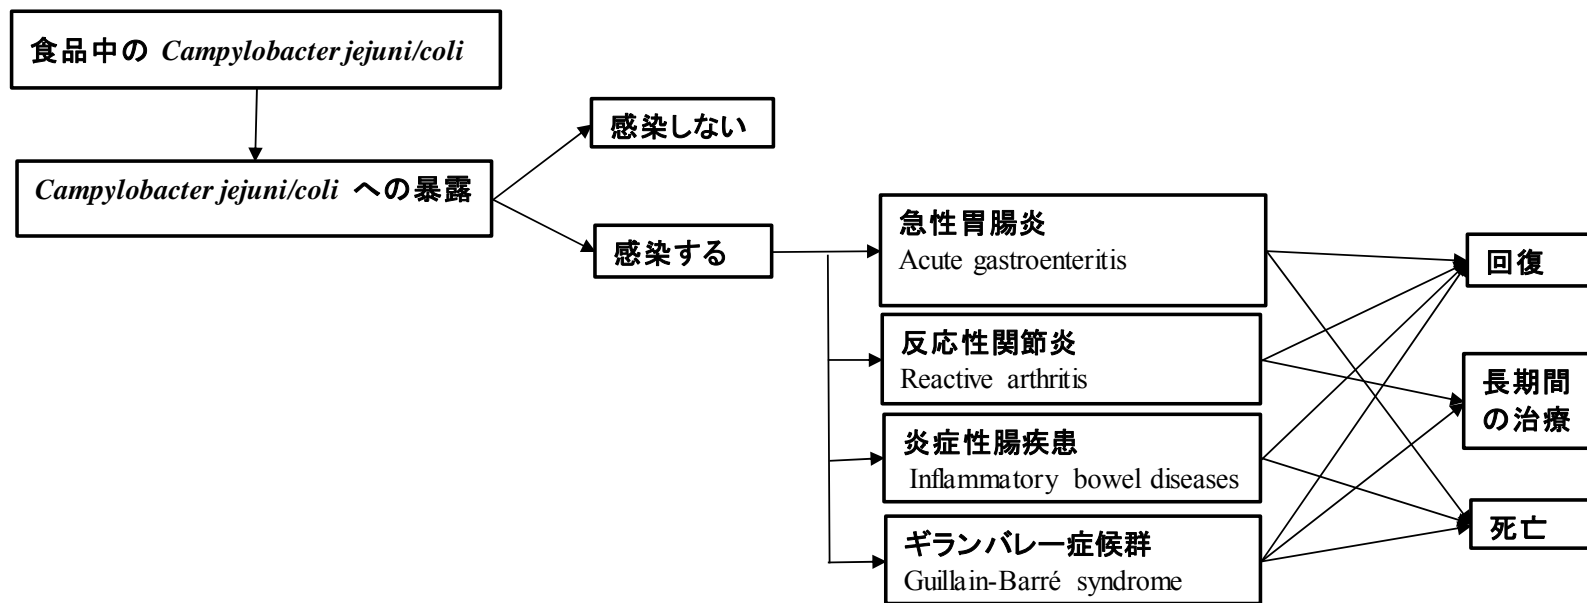 食品中の Campylobacter jejuni/coli
Campylobacter jejuni/coli への暴露
感染しない
感染する
急性胃腸炎
Acute gastroenteritis
反応性関節炎
Reactive arthritis
炎症性腸疾患
Inflammatory bowel diseases
ギランバレー症候群
Guillain-Barré syndrome
回復
長期間
の治療
死亡